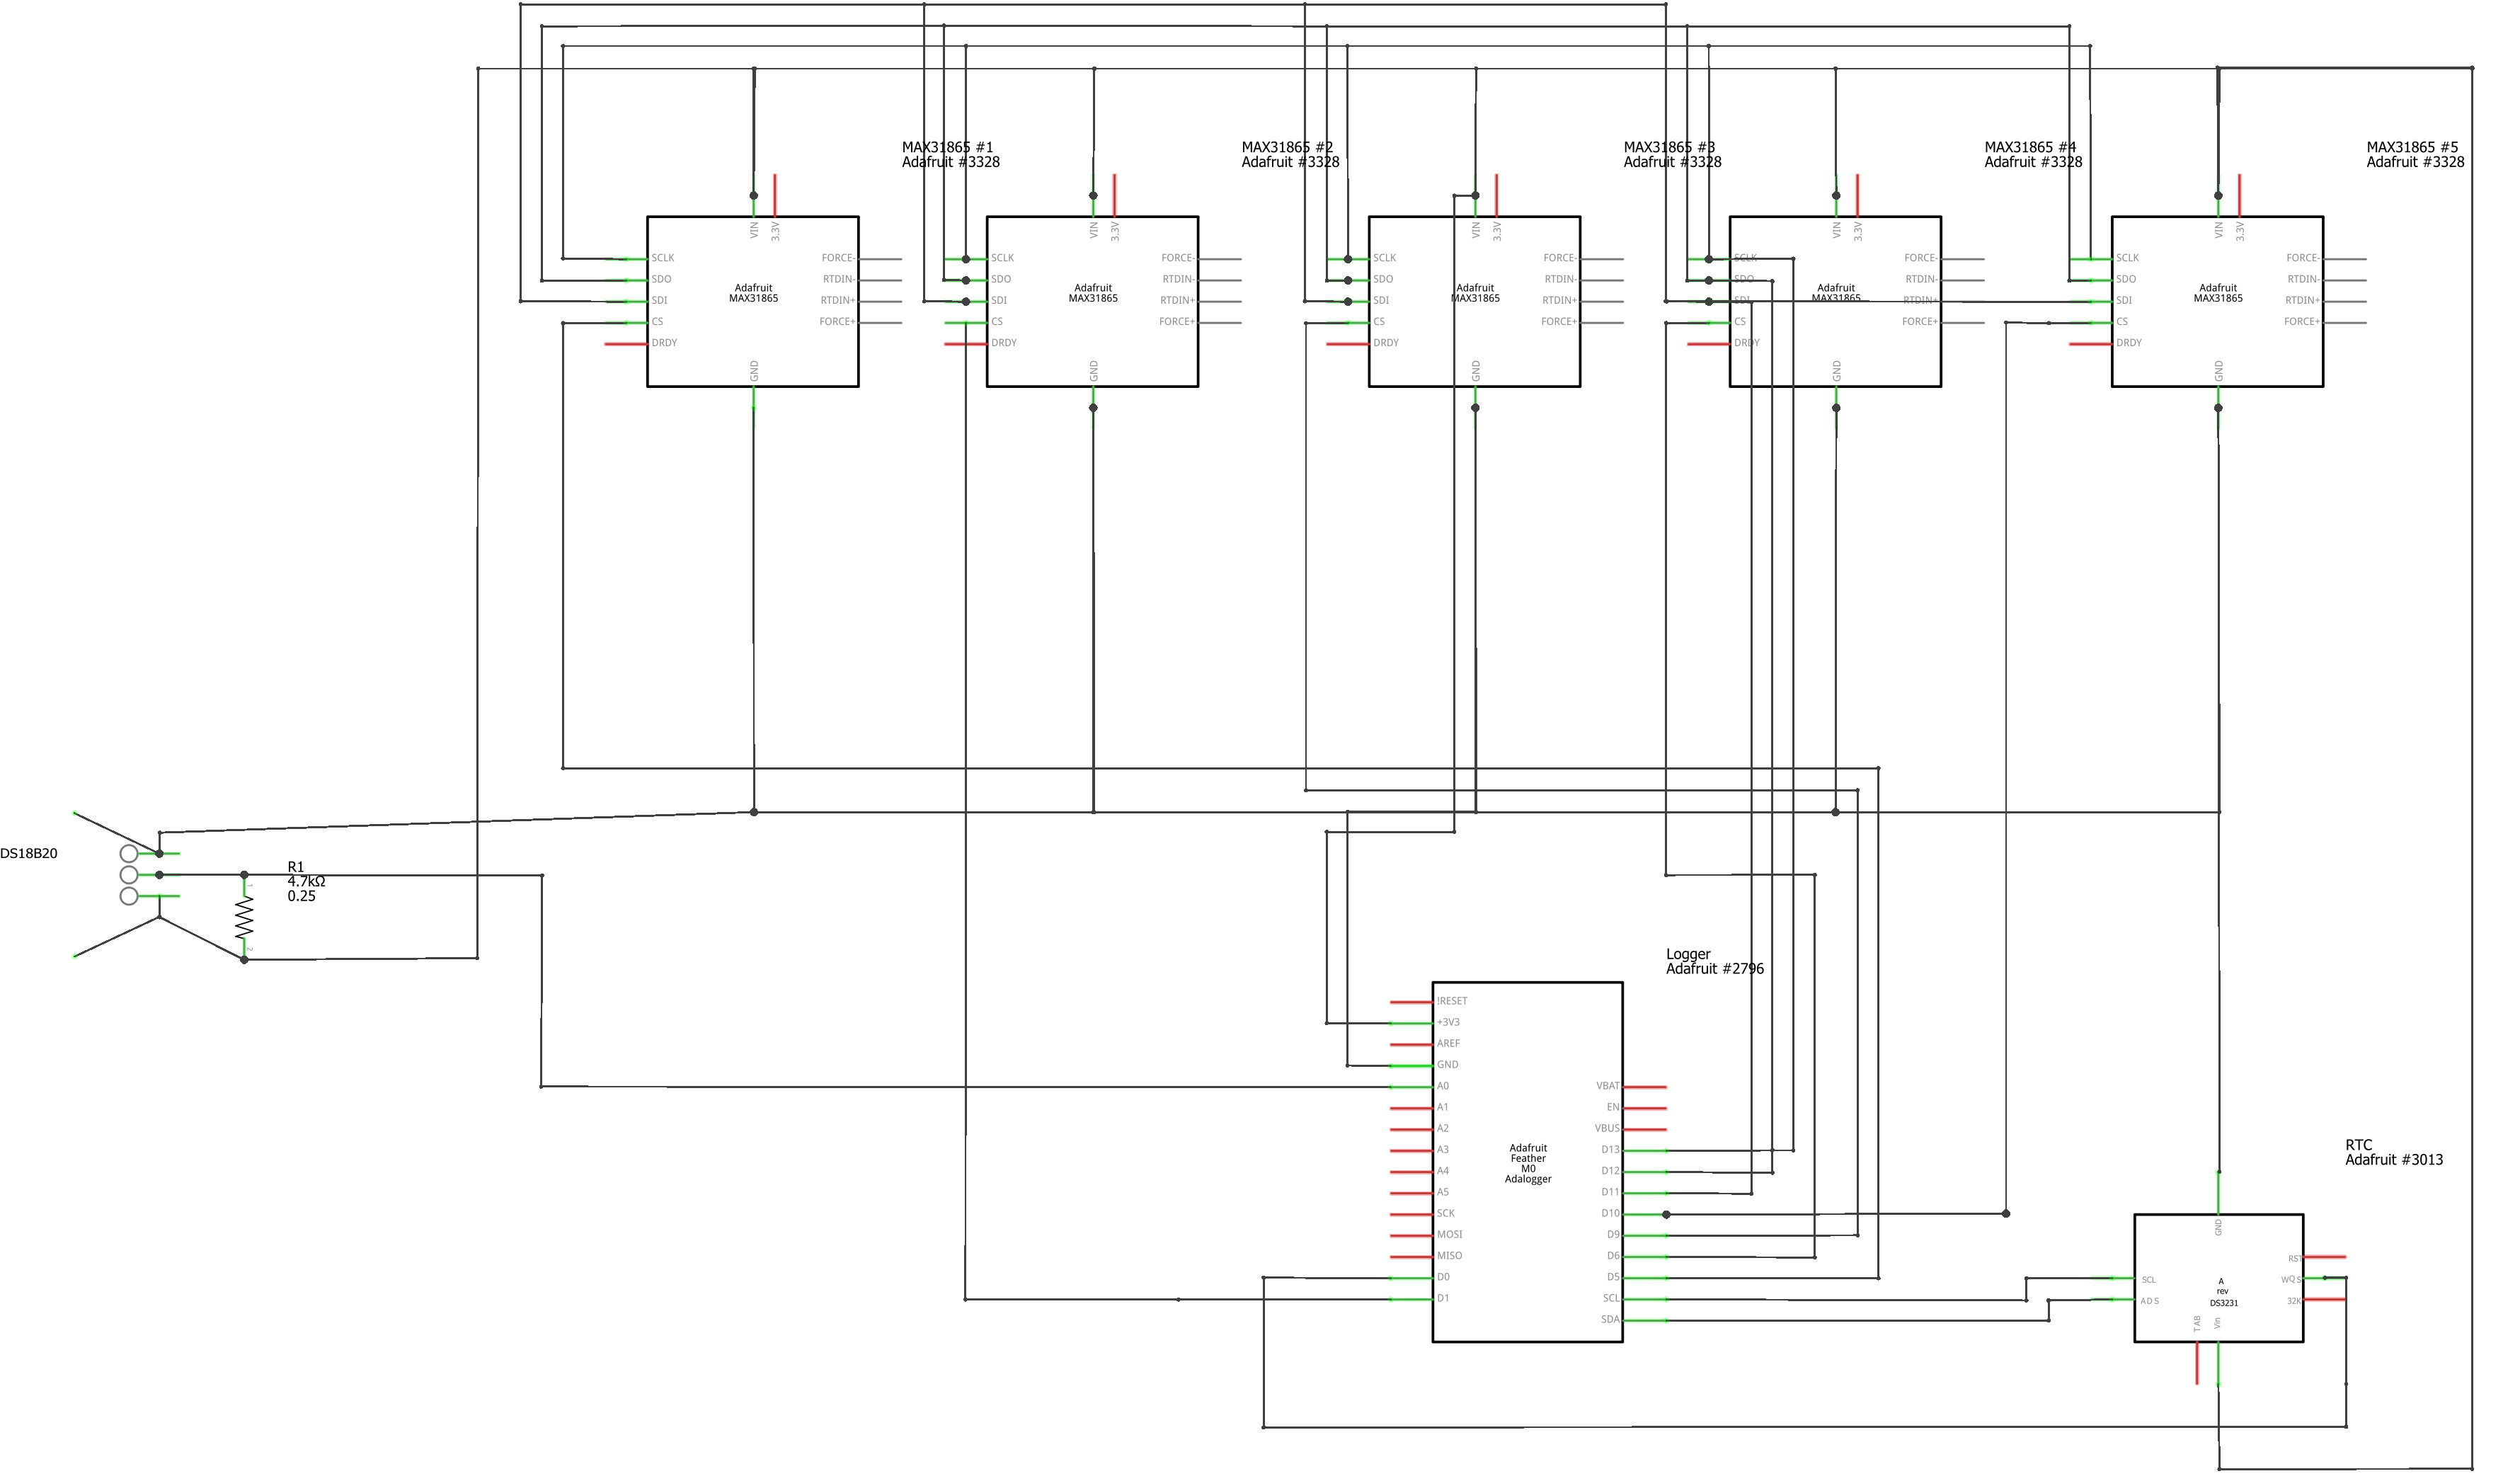 MAX31865 #1
Adafruit #3328
MAX31865 #2
Adafruit #3328
MAX31865 #3
Adafruit #3328
MAX31865 #4
Adafruit #3328
MAX31865 #5
Adafruit #3328
VIN
3.3V
SCLK
SDO
SDI
CS
DRDY
Adafruit
MAX31865
FORCE-
RTDIN-
RTDIN+
FORCE+
GND
VIN
3.3V
SCLK
SDO
SDI
CS
DRDY
Adafruit
MAX31865
FORCE-
RTDIN-
RTDIN+
FORCE+
GND
VIN
3.3V
SCLK
SDO
SDI
CS
DRDY
Adafruit
MAX31865
FORCE-
RTDIN-
RTDIN+
FORCE+
GND
VIN
3.3V
SCLK
SDO
SDI
CS
DRDY
Adafruit
MAX31865
FORCE-
RTDIN-
RTDIN+
FORCE+
GND
VIN
3.3V
SCLK
SDO
SDI
CS
DRDY
Adafruit
MAX31865
FORCE-
RTDIN-
RTDIN+
FORCE+
GND
DS18B20
R1
4.7kΩ
0.25
1
2
Logger
Adafruit #2796
!RESET
+3V3
AREF
GND
A0
A1
A2
A3
A4
A5
SCK
MOSI
MISO
D0
D1
Adafruit
Feather
M0
Adalogger
VBAT
EN
VBUS
D13
D12
D11
D10
D9
D6
D5
SCL
SDA
RTC
Adafruit #3013
GND
SCL
ADS
A
rev
DS3231
RST
WQS
32K
TAB
Vin